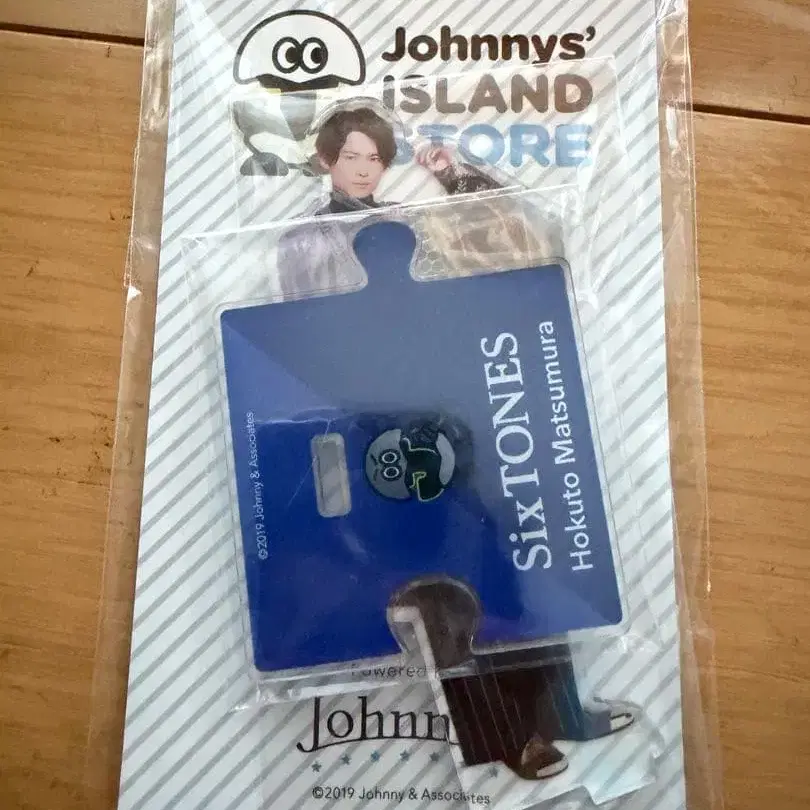 Johnnys'
ISLAND
STORE
SixTONES
Hokuto Matsumura
©2019 Johnny & Associates
Powered
Johnn
©2019 Johnny & Associates